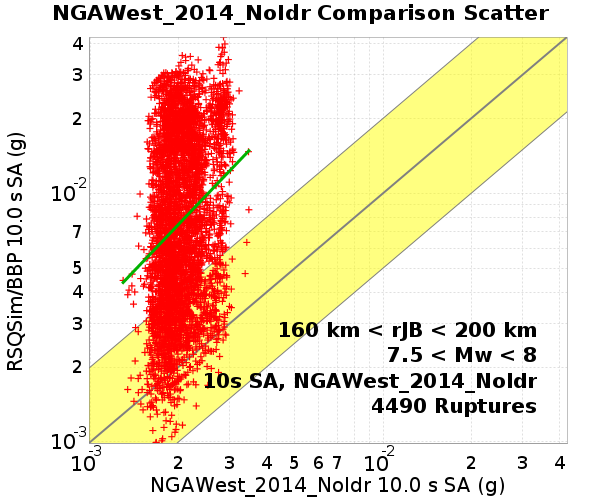 NGAWest_2014_NoIdr Comparison Scatter
RSQSim/BBP 10.0 s SA (g)
4
3
2
10-2
7
5
4
3
2
10-3
160 km < rJB < 200 km
7.5 < Mw < 8
10s SA, NGAWest_2014_NoIdr
4490 Ruptures
10-3 2 3 4 5 6 7 10-2 2 3 4
NGAWest_2014_NoIdr 10.0 s SA (g)